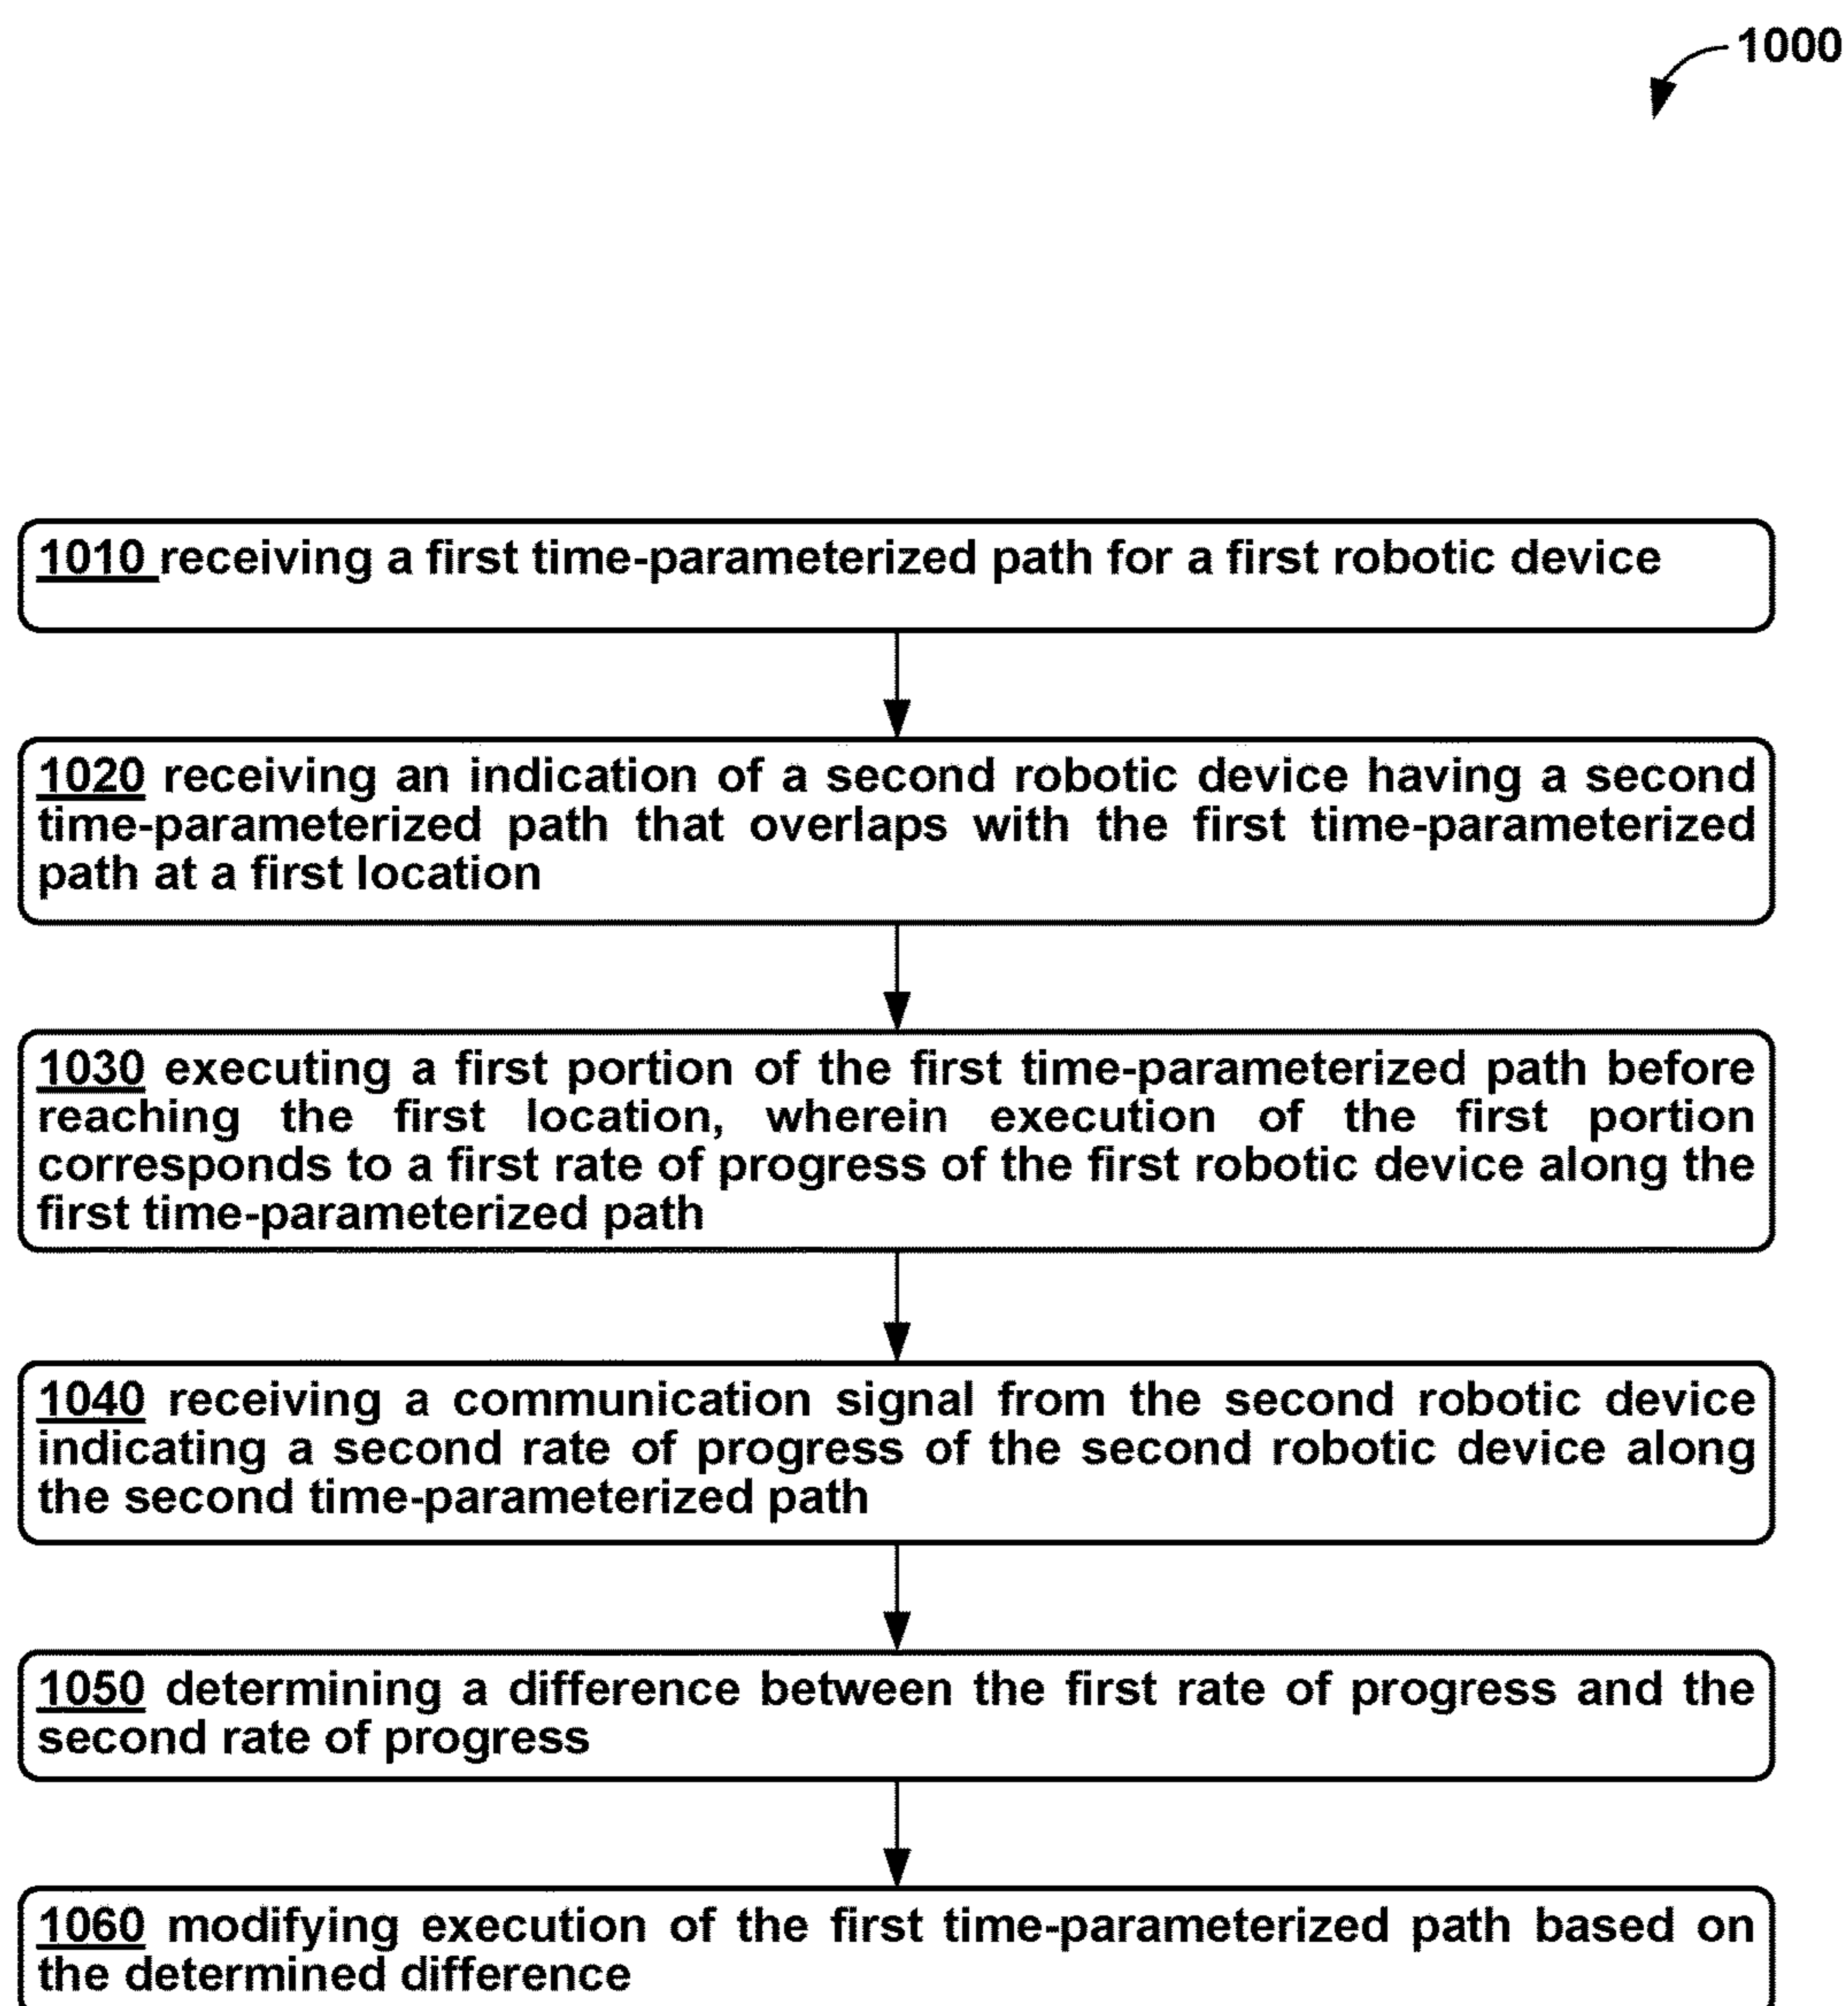 1000
1010 receiving a first time-parameterized path for a first robotic device
1020 receiving an indication of a second robotic device having a second
time-parameterized path that overlaps with the first time-parameterized
path at a first location
1030 executing a first portion of the first time-parameterized path before
reaching the first location, wherein execution of the first portion
corresponds to a first rate of progress of the first robotic device along the
first time-parameterized path
1040 receiving a communication signal from the second robotic device
indicating a second rate of progress of the second robotic device along
the second time-parameterized path
1050 determining a difference between the first rate of progress and the
second rate of progress
1060 modifying execution of the first time-parameterized path based on
the determined difference